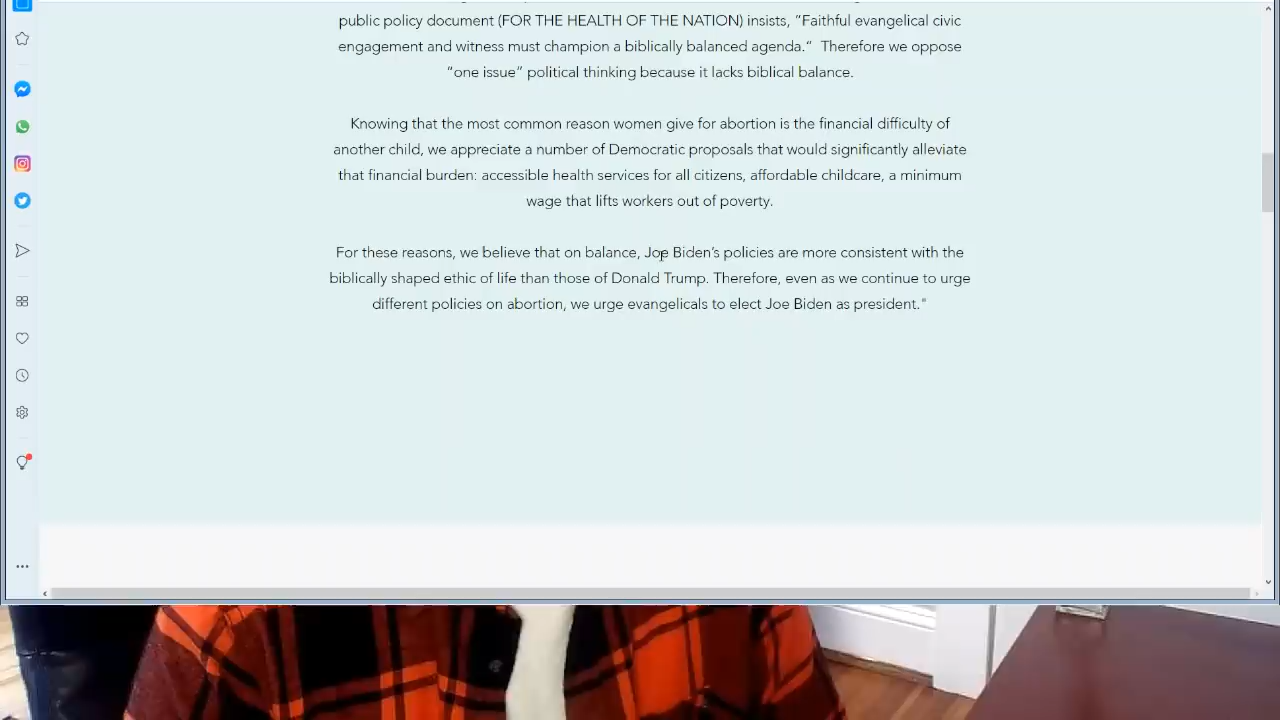 public policy document (FOR THE HEALTH OF THE NATION) insists, “Faithful evangelical civic
engagement and witness must champion a biblically balanced agenda.“  Therefore we oppose
“one issue” political thinking because it lacks biblical balance.
Knowing that the most common reason women give for abortion is the financial difficulty of
another child, we appreciate a number of Democratic proposals that would significantly alleviate
that financial burden: accessible health services for all citizens, affordable childcare, a minimum
wage that lifts workers out of poverty.
For these reasons, we believe that on balance, Joe Biden’s policies are more consistent with the
biblically shaped ethic of life than those of Donald Trump. Therefore, even as we continue to urge
different policies on abortion, we urge evangelicals to elect Joe Biden as president."